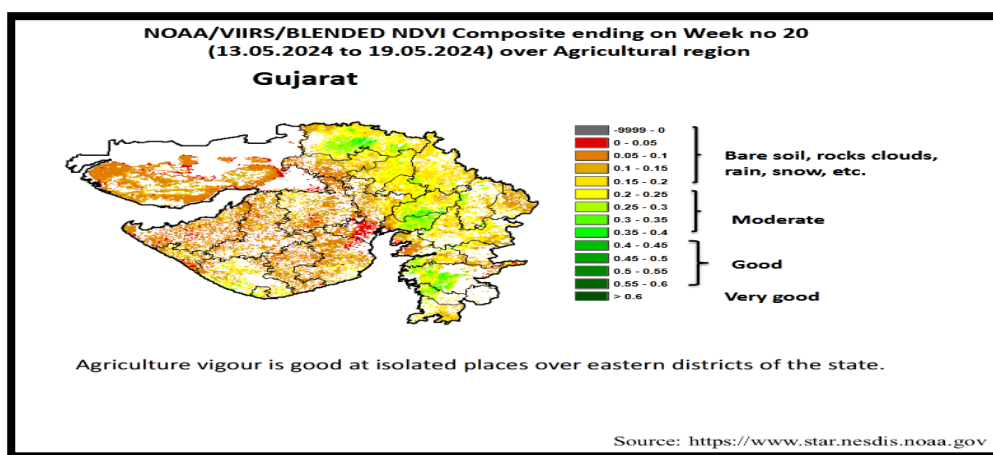 NOAA/VIIRS/BLENDED NDVI Composite ending on Week no 20
(13.05.2024 to 19.05.2024) over Agricultural region
Gujarat
-9999 - 0
0 - 0.05
0.05 - 0.1
0.1 - 0.15
0.15 - 0.2
0.2 - 0.25
0.25 - 0.3
0.3 - 0.35
0.35 - 0.4
0.4 - 0.45
0.45 - 0.5
0.5 - 0.55
0.55 - 0.6
> 0.6
Bare soil, rocks clouds,
rain, snow, etc.
Moderate
Good
Very good
Agriculture vigour is good at isolated places over eastern districts of the state.
Source: https://www.star.nesdis.noaa.gov